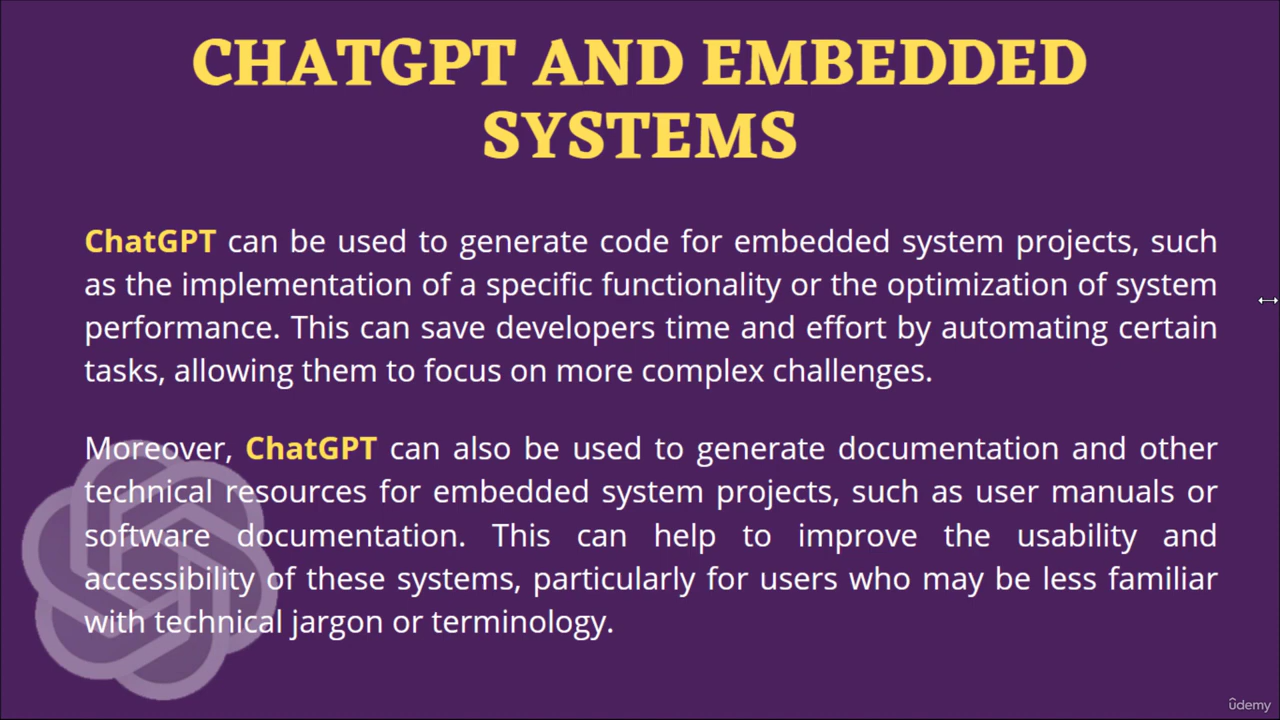 CHATGPT AND EMBEDDED
SYSTEMS
ChatGPT can be used to generate code for embedded system projects, such
as the implementation of a specific functionality or the optimization of system
performance. This can save developers time and effort by automating certain
tasks, allowing them to focus on more complex challenges.
Moreover, ChatGPT can also be used to generate documentation and other
technical resources for embedded system projects, such as user manuals or
software documentation. This can help to improve the usability and
accessibility of these systems, particularly for users who may be less familiar
with technical jargon or terminology.
ûdemy